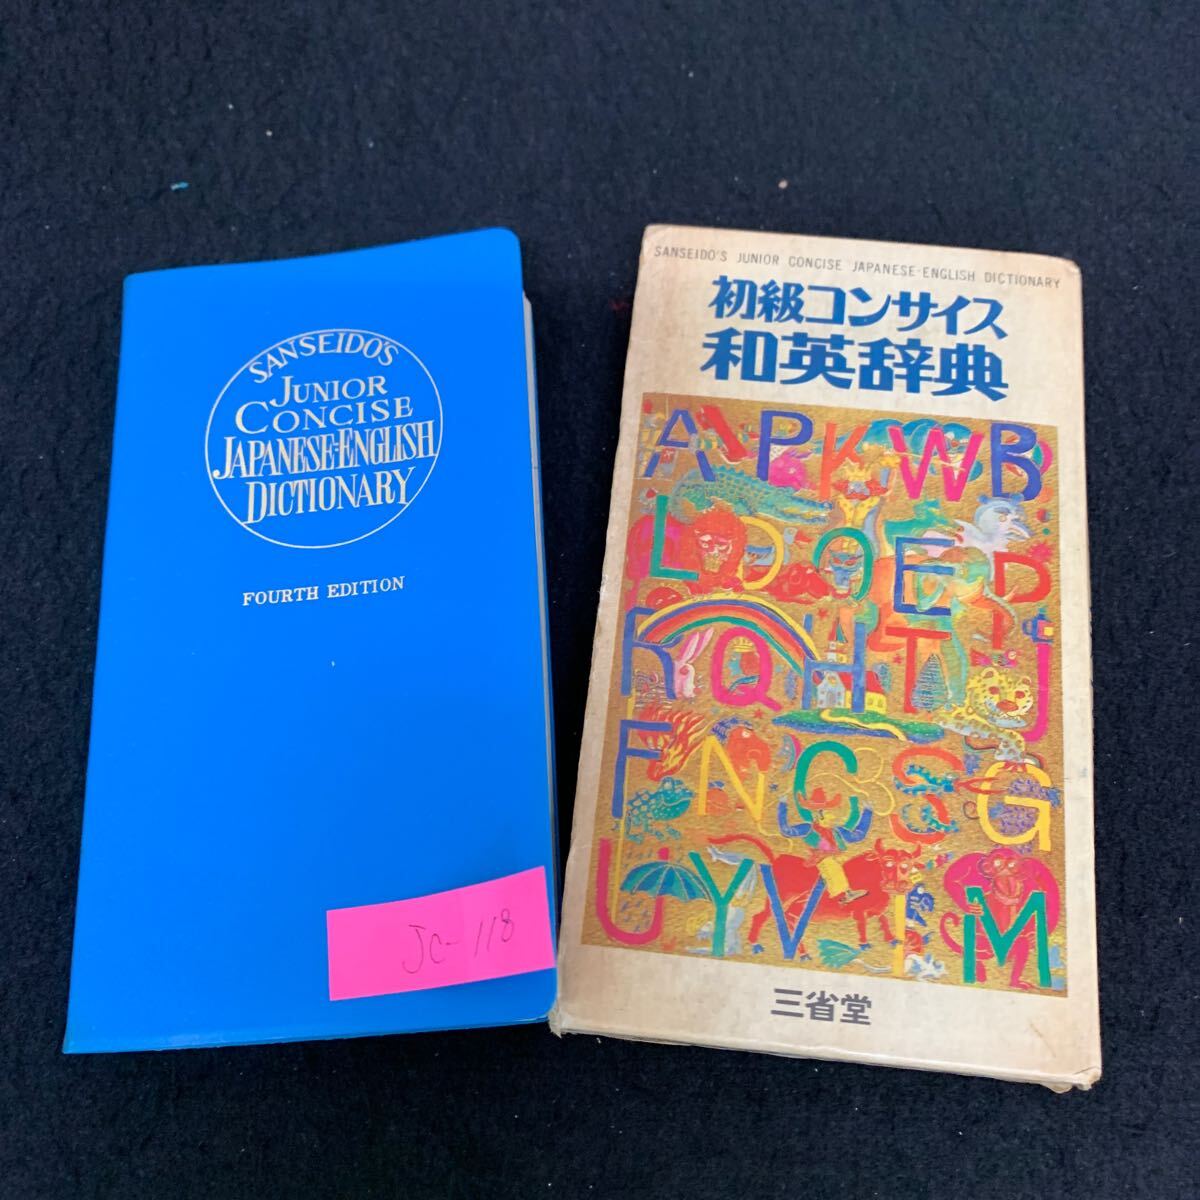 SANSEIDO'S
JUNIOR
CONCISE
JAPANESE-ENGLISH
DICTIONARY
FOURTH EDITION
JC-118
SANSEIDO'S JUNIOR CONCISE JAPANESE-ENGLISH DICTIONARY
初級コンサイス
和英辞典
A P K W B
L D O E P
R Q H T J
F N C S G
U Y V I M
三省堂